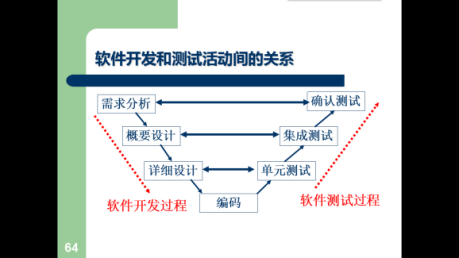 软件开发和测试活动间的关系
需求分析
确认测试
概要设计
集成测试
详细设计
单元测试
编码
软件开发过程
软件测试过程
64